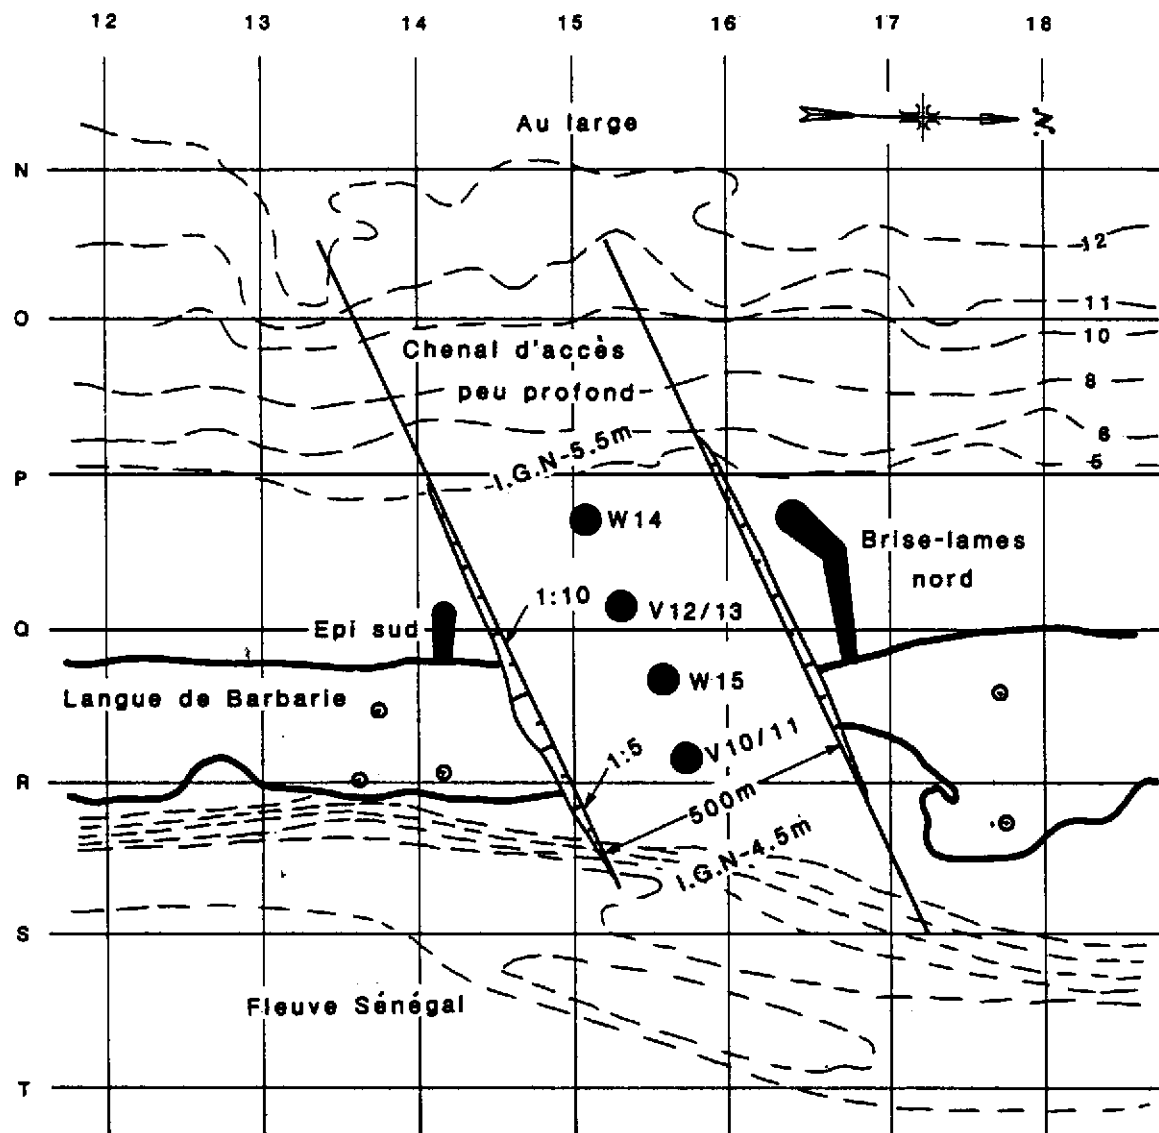 12 13 14 15 16 17 18
Au large
N
N
12
11
O
10
Chenal d'accès
peu profond
8
6
I.G.N-5.5m
5
P
W14
Brise-lames
nord
1:10
V12/13
Q
Epi sud
W15
Langue de Barbarie
V10/11
1:5
R
500m
I.G.N-4.5m
S
Fleuve Sénégal
T